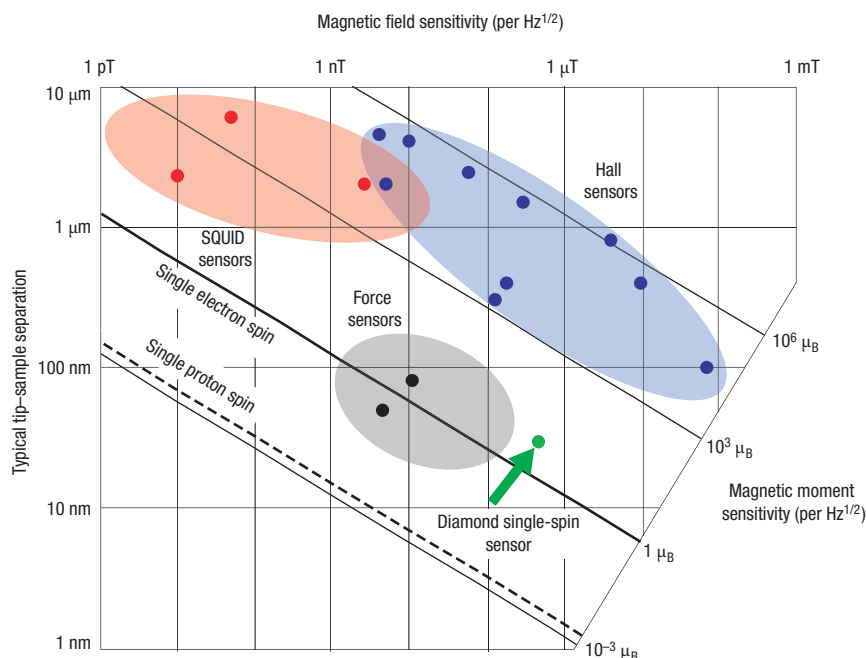 Magnetic field sensitivity (per Hz1/2)
1 pT
1 nT
1 µT
1 mT
10 µm
1 µm
100 nm
10 nm
1 nm
Typical tip–sample separation
Hall
sensors
SQUID
sensors
Single electron spin
Force
sensors
Single proton spin
Diamond single-spin
sensor
10⁶ µB
10³ µB
Magnetic moment
sensitivity (per Hz1/2)
1 µB
10⁻³ µB